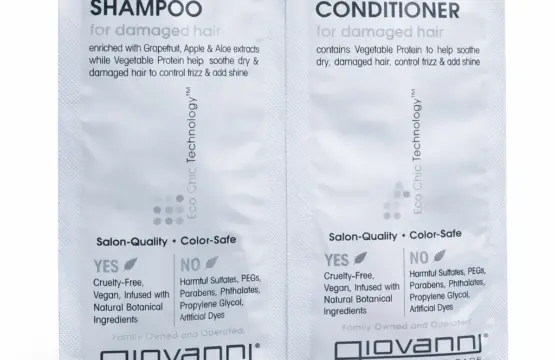 SHAMPOO
for damaged hair
enriched with Grapefruit, Apple & Aloe extracts
while Vegetable Protein help soothe dry &
damaged hair to control frizz & add shine
Eco Chic Technology™
Salon-Quality • Color-Safe
YES
Cruelty-Free,
Vegan, Infused with
Natural Botanical
Ingredients
NO
Harmful Sulfates, PEGs,
Parabens, Phthalates,
Propylene Glycol,
Artificial Dyes
Family Owned and Operated
giovanni
CONDITIONER
for damaged hair
contains Vegetable Protein to help soothe
dry, damaged hair, control frizz & add shine
Eco Chic Technology™
Salon-Quality • Color-Safe
YES
Cruelty-Free,
Vegan, Infused with
Natural Botanical
Ingredients
NO
Harmful Sulfates, PEGs,
Parabens, Phthalates,
Propylene Glycol,
Artificial Dyes
Family Owned and Operated
giovanni